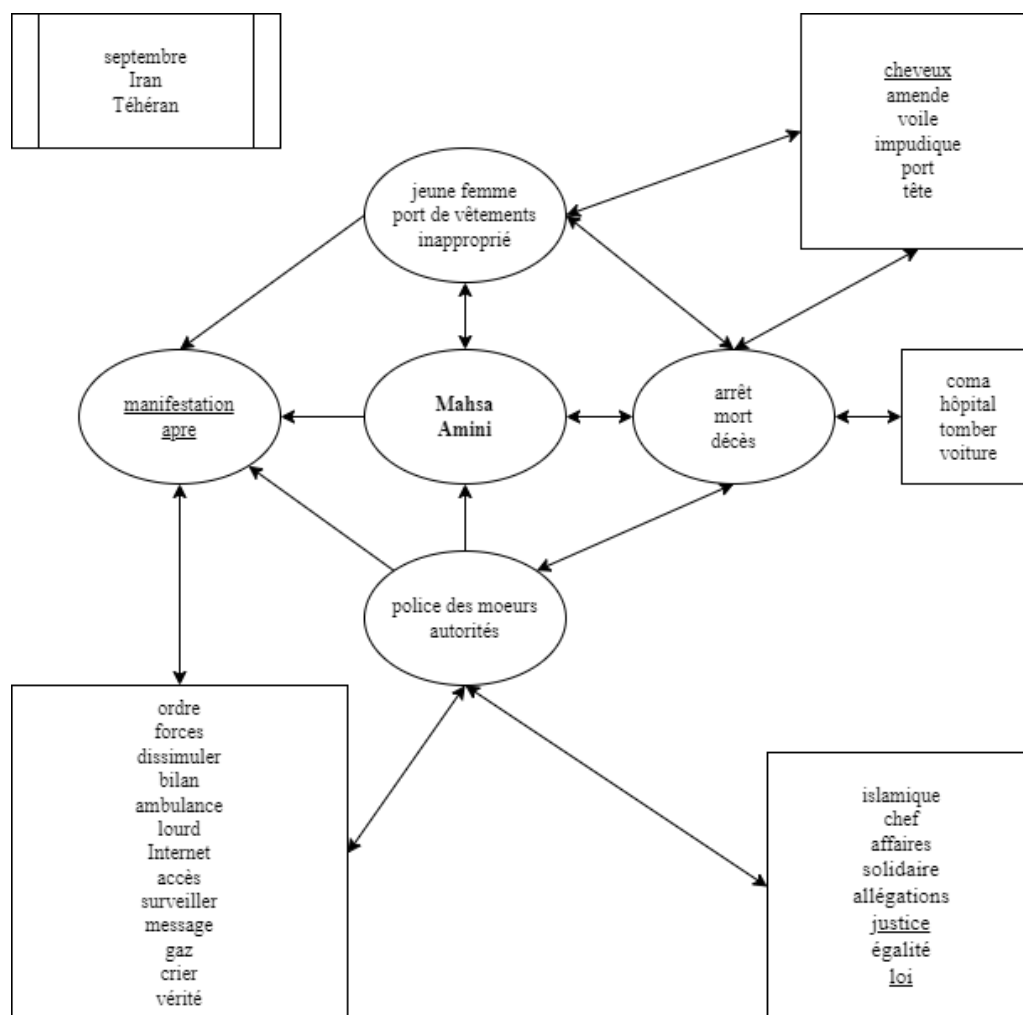 septembre
Iran
Téhéran
cheveux
amende
voile
impudique
port
tête
jeune femme
port de vêtements
inapproprié
manifestation
apre
Mahsa
Amini
arrêt
mort
décès
coma
hôpital
tomber
voiture
police des moeurs
autorités
ordre
forces
dissimuler
bilan
ambulance
lourd
Internet
accès
surveiller
message
gaz
crier
vérité
islamique
chef
affaires
solidaire
allégations
justice
égalité
loi